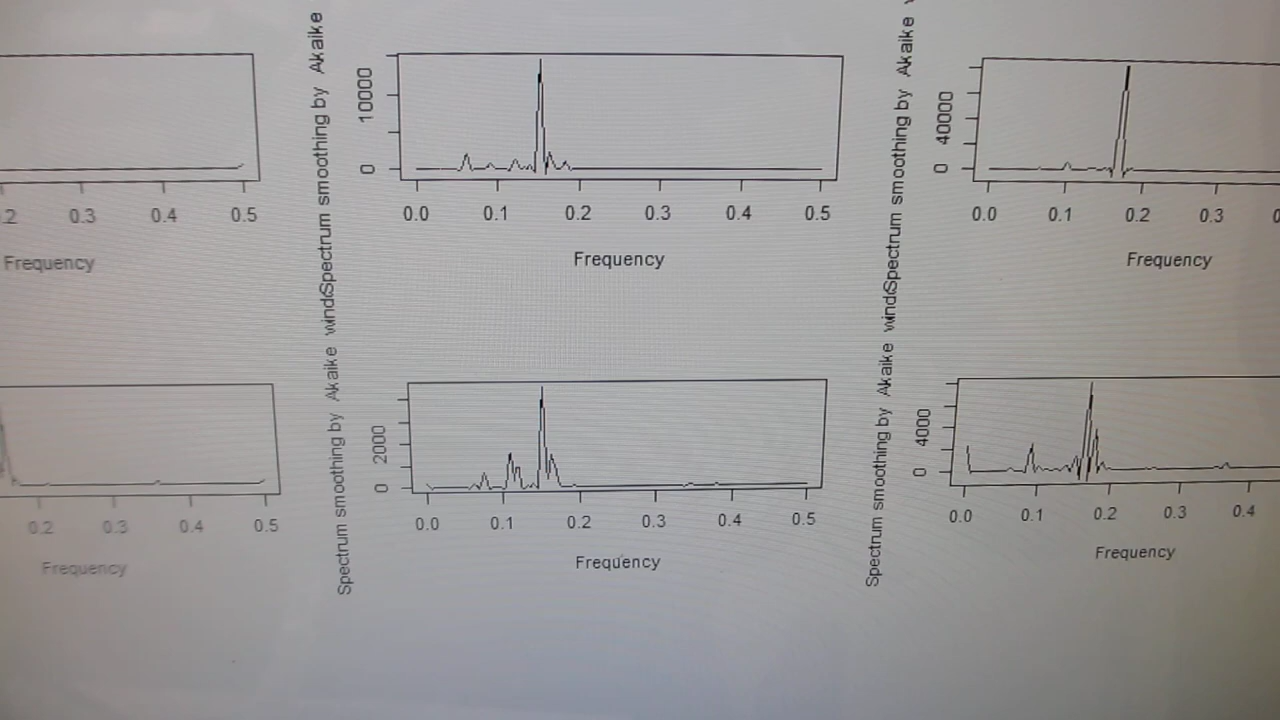 Spectrum smoothing by Akaike windo
10000
0
0.0 0.1 0.2 0.3 0.4 0.5
Frequency
Spectrum smoothing by Akaike windo
40000
0
0.0 0.1 0.2 0.3
Frequency
.2 0.3 0.4 0.5
Frequency
0.2 0.3 0.4 0.5
Frequency
Spectrum smoothing by Akaike
2000
0
0.0 0.1 0.2 0.3 0.4 0.5
Frequency
Spectrum smoothing by Akaike
4000
0
0.0 0.1 0.2 0.3 0.4
Frequency